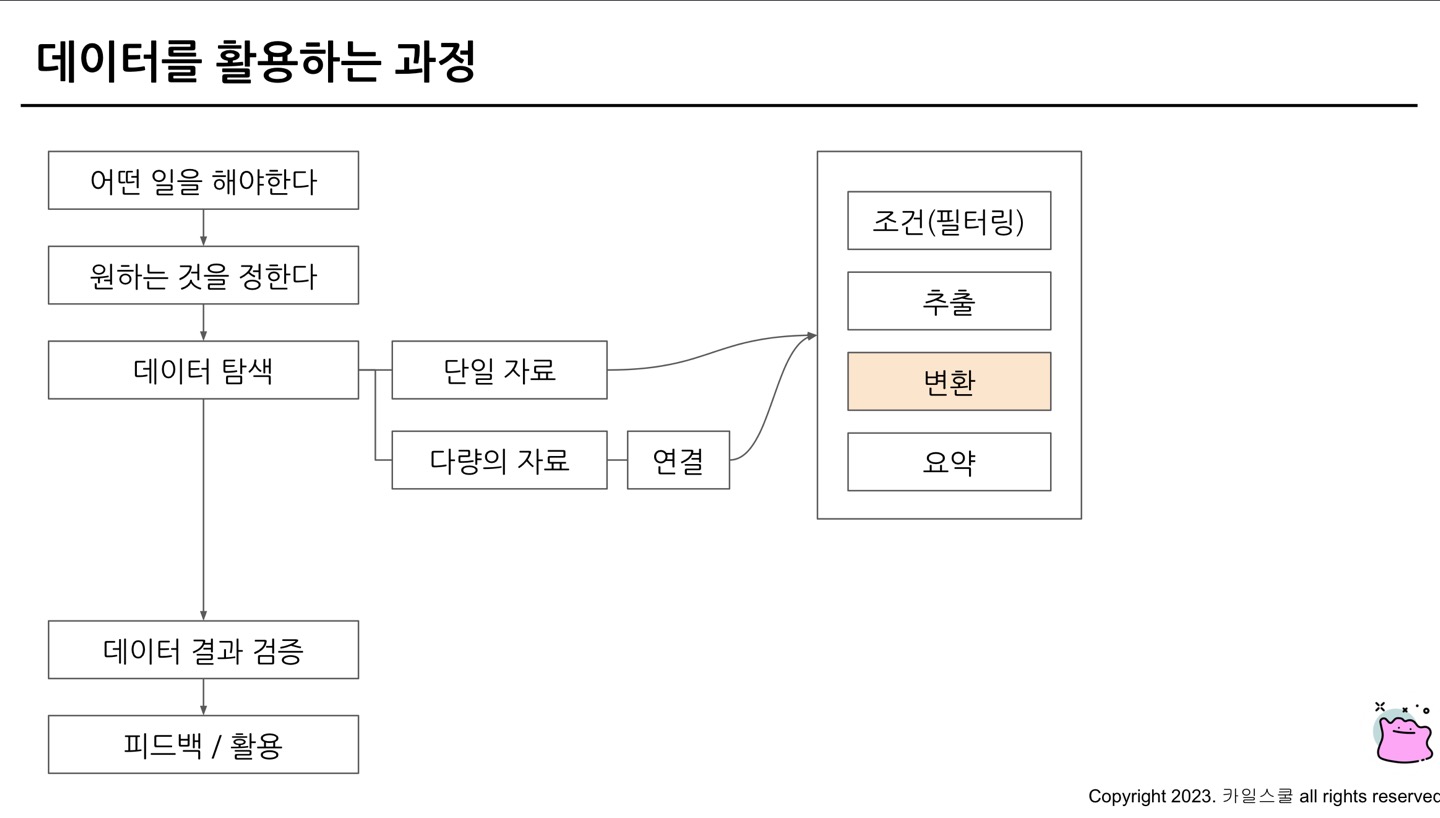 데이터를 활용하는 과정
어떤 일을 해야한다
원하는 것을 정한다
데이터 탐색
단일 자료
다량의 자료
연결
조건(필터링)
추출
변환
요약
데이터 결과 검증
피드백 / 활용
Copyright 2023. 카일스쿨 all rights reserved